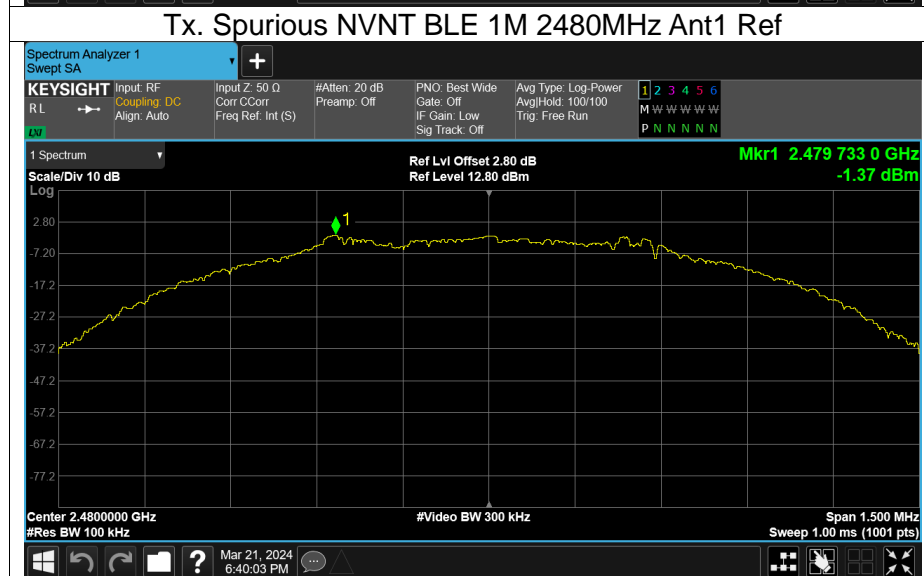 Tx. Spurious NVNT BLE 1M 2480MHz Ant1 Ref
Spectrum Analyzer 1
Swept SA
+
KEYSIGHT
RL
LXI
Input: RF
Coupling: DC
Align: Auto
Input Z: 50 Ω
Corr CCorr
Freq Ref: Int (S)
#Atten: 20 dB
Preamp: Off
PNO: Best Wide
Gate: Off
IF Gain: Low
Sig Track: Off
Avg Type: Log-Power
Avg|Hold: 100/100
Trig: Free Run
1 2 3 4 5 6
M W W W W W
P N N N N N
1 Spectrum
Scale/Div 10 dB
Ref Lvl Offset 2.80 dB
Ref Level 12.80 dBm
Mkr1 2.479 733 0 GHz
-1.37 dBm
Log
1
2.80
-7.20
-17.2
-27.2
-37.2
-47.2
-57.2
-67.2
-77.2
Center 2.4800000 GHz
#Res BW 100 kHz
#Video BW 300 kHz
Span 1.500 MHz
Sweep 1.00 ms (1001 pts)
?
Mar 21, 2024
6:40:03 PM